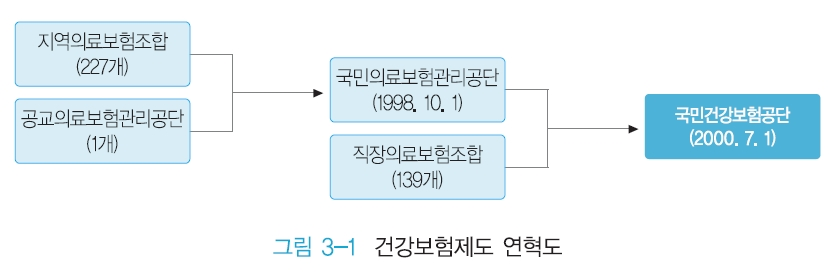 지역의료보험조합
(227개)
공교의료보험관리공단
(1개)
국민의료보험관리공단
(1998. 10. 1)
직장의료보험조합
(139개)
국민건강보험공단
(2000. 7. 1)
그림 3-1 건강보험제도 연혁도